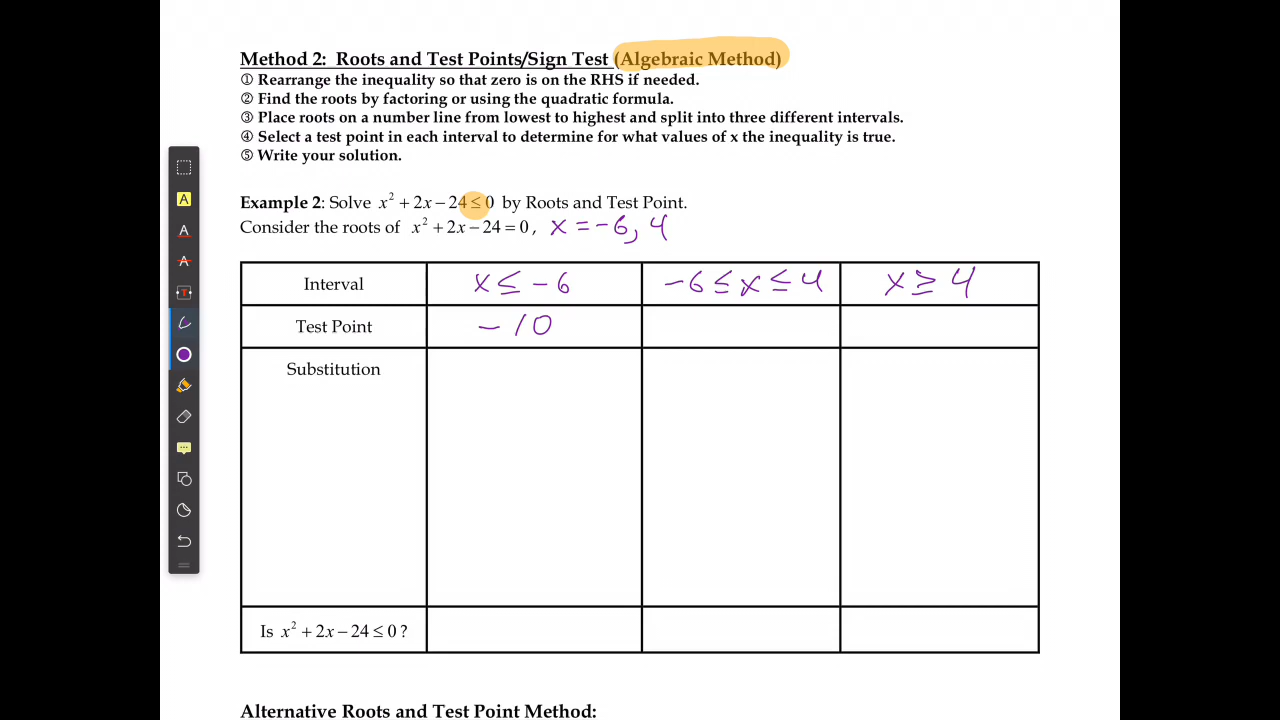 Method 2: Roots and Test Points/Sign Test (Algebraic Method)
① Rearrange the inequality so that zero is on the RHS if needed.
② Find the roots by factoring or using the quadratic formula.
③ Place roots on a number line from lowest to highest and split into three different intervals.
④ Select a test point in each interval to determine for what values of x the inequality is true.
⑤ Write your solution.
Example 2: Solve x² + 2x − 24 ≤ 0 by Roots and Test Point.
Consider the roots of x² + 2x − 24 = 0, x = -6, 4
Interval x ≤ -6 -6 ≤ x ≤ 4 x ≥ 4
Test Point -10
Substitution
Is x² + 2x − 24 ≤ 0?
Alternative Roots and Test Point Method: